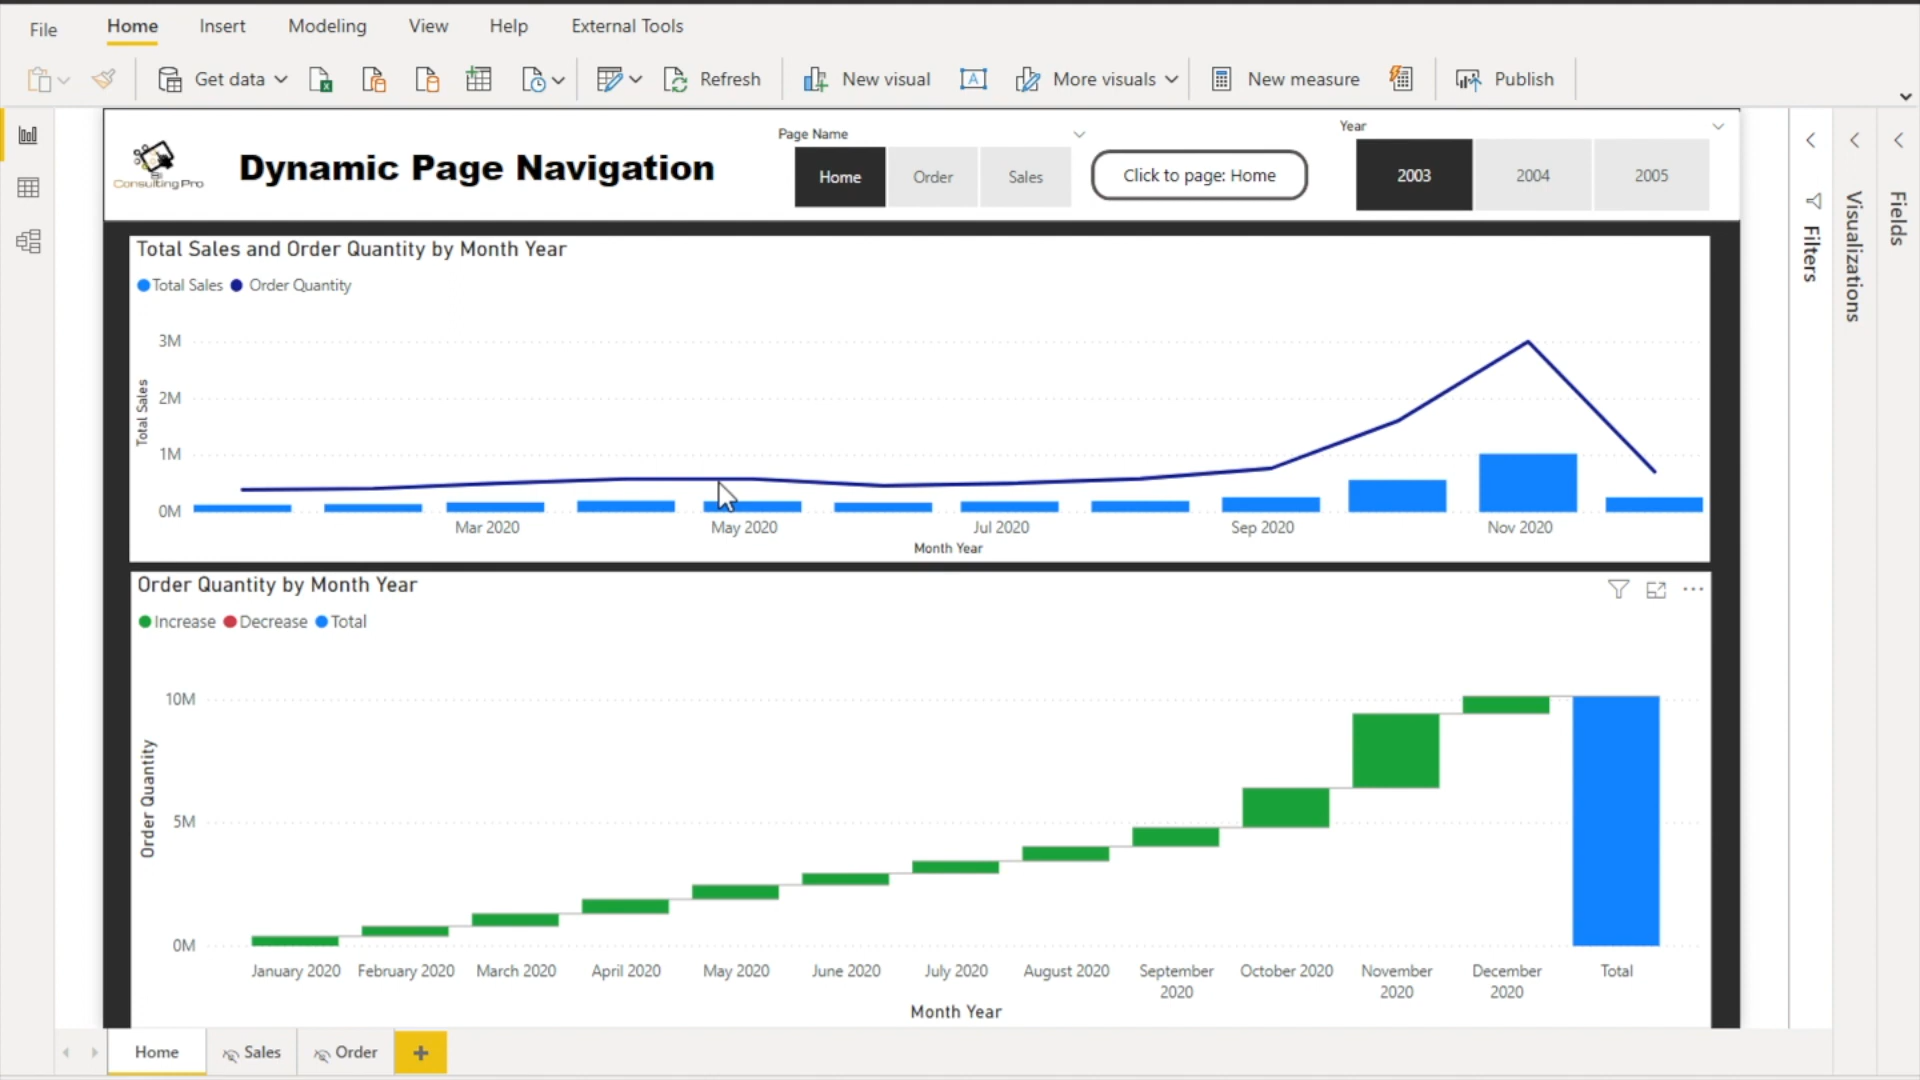 File Home Insert Modeling View Help External Tools
Get data Refresh New visual A More visuals New measure Publish
Consulting Pro
Dynamic Page Navigation
Page Name
Home Order Sales
Click to page: Home
Year
2003 2004 2005
Filters
Visualizations
Fields
Total Sales and Order Quantity by Month Year
Total Sales Order Quantity
3M
2M
1M
0M
Total Sales
Mar 2020 May 2020 Jul 2020 Sep 2020 Nov 2020
Month Year
Order Quantity by Month Year
Increase Decrease Total
10M
5M
0M
Order Quantity
January 2020 February 2020 March 2020 April 2020 May 2020 June 2020 July 2020 August 2020 September 2020 October 2020 November 2020 December 2020 Total
Month Year
Home Sales Order +